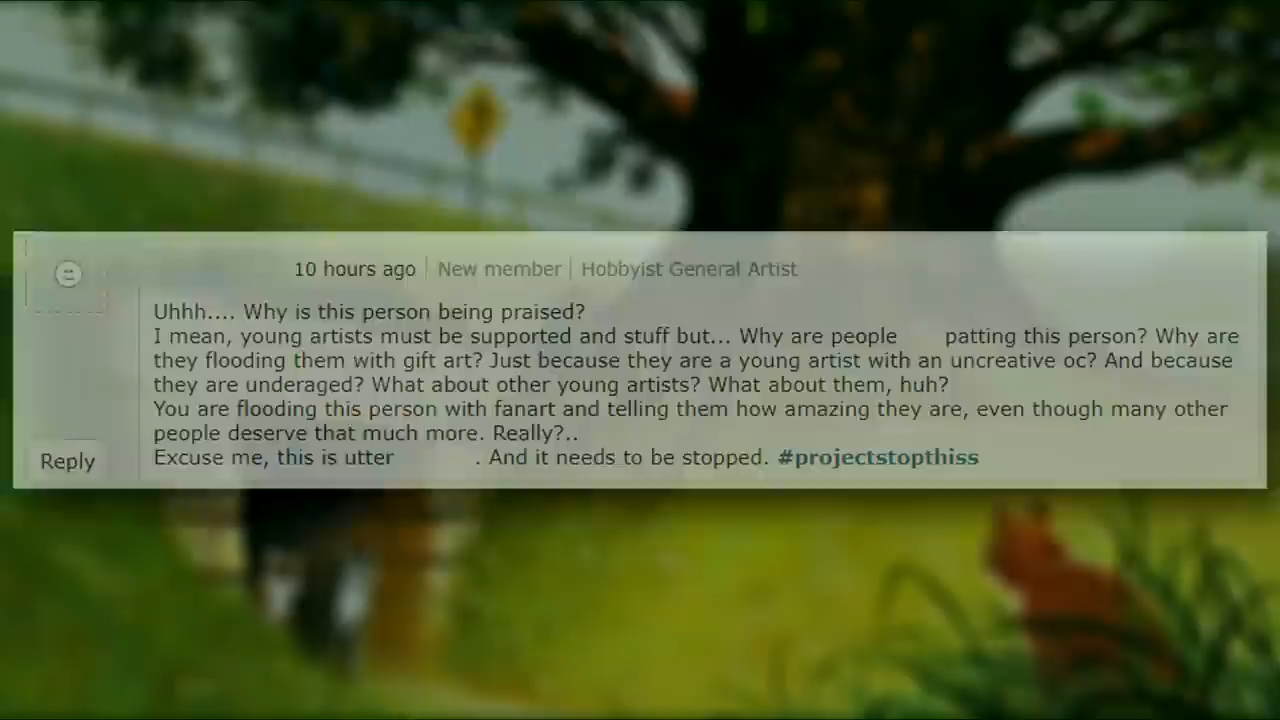 10 hours ago | New member | Hobbyist General Artist
Uhhh.... Why is this person being praised?
I mean, young artists must be supported and stuff but... Why are people patting this person? Why are
they flooding them with gift art? Just because they are a young artist with an uncreative oc? And because
they are underaged? What about other young artists? What about them, huh?
You are flooding this person with fanart and telling them how amazing they are, even though many other
people deserve that much more. Really?..
Excuse me, this is utter . And it needs to be stopped. #projectstopthiss
Reply